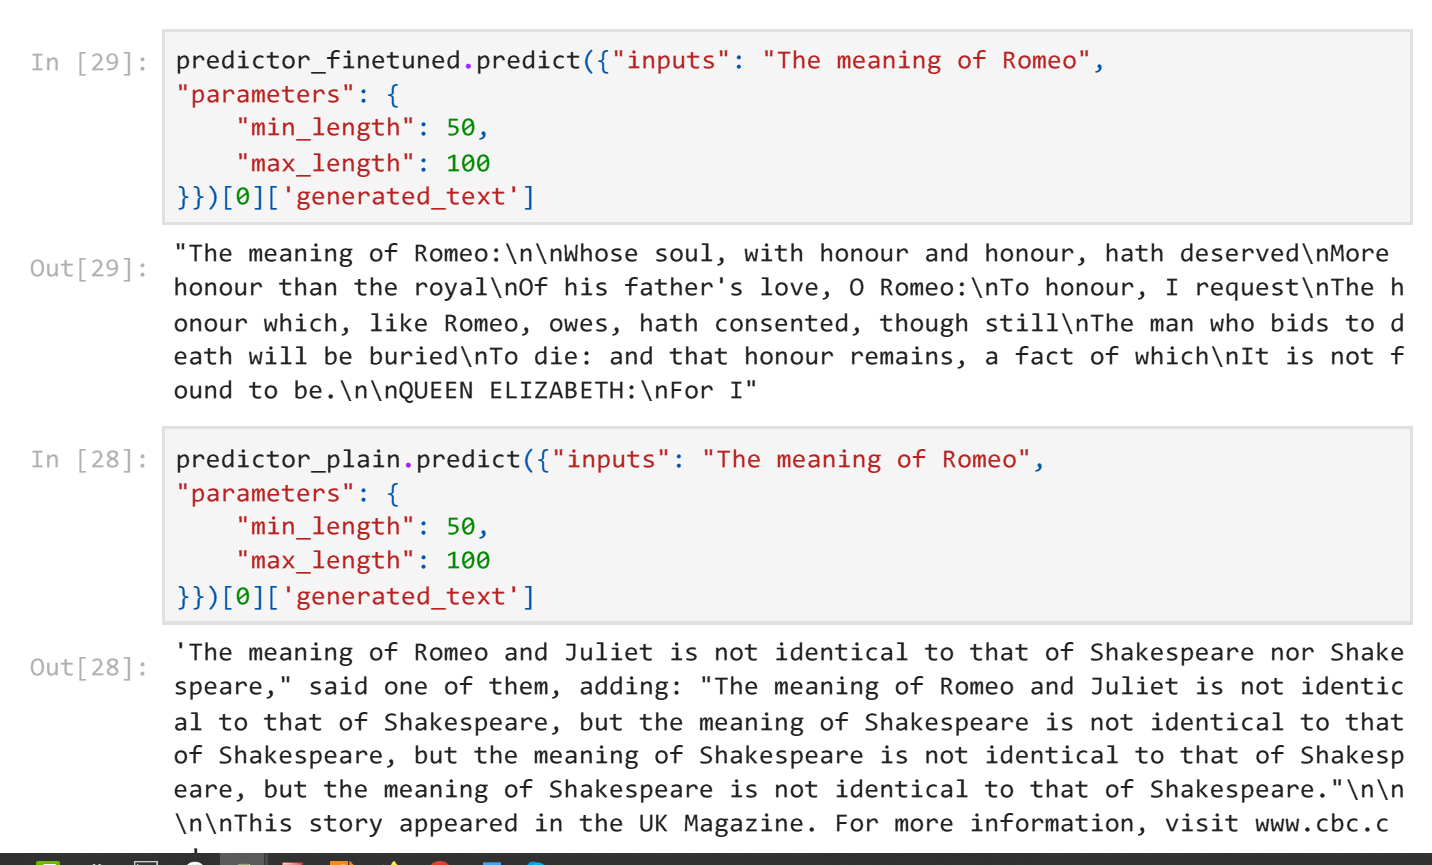 In [29]:
predictor_finetuned.predict({"inputs": "The meaning of Romeo",
"parameters": {
    "min_length": 50,
    "max_length": 100
}})[0]['generated_text']
Out[29]:
"The meaning of Romeo:\n\nWhose soul, with honour and honour, hath deserved\nMore
honour than the royal\nOf his father's love, O Romeo:\nTo honour, I request\nThe h
onour which, like Romeo, owes, hath consented, though still\nThe man who bids to d
eath will be buried\nTo die: and that honour remains, a fact of which\nIt is not f
ound to be.\n\nQUEEN ELIZABETH:\nFor I"
In [28]:
predictor_plain.predict({"inputs": "The meaning of Romeo",
"parameters": {
    "min_length": 50,
    "max_length": 100
}})[0]['generated_text']
Out[28]:
'The meaning of Romeo and Juliet is not identical to that of Shakespeare nor Shake
speare," said one of them, adding: "The meaning of Romeo and Juliet is not identic
al to that of Shakespeare, but the meaning of Shakespeare is not identical to that
of Shakespeare, but the meaning of Shakespeare is not identical to that of Shakesp
eare, but the meaning of Shakespeare is not identical to that of Shakespeare."\n\n
\n\nThis story appeared in the UK Magazine. For more information, visit www.cbc.c